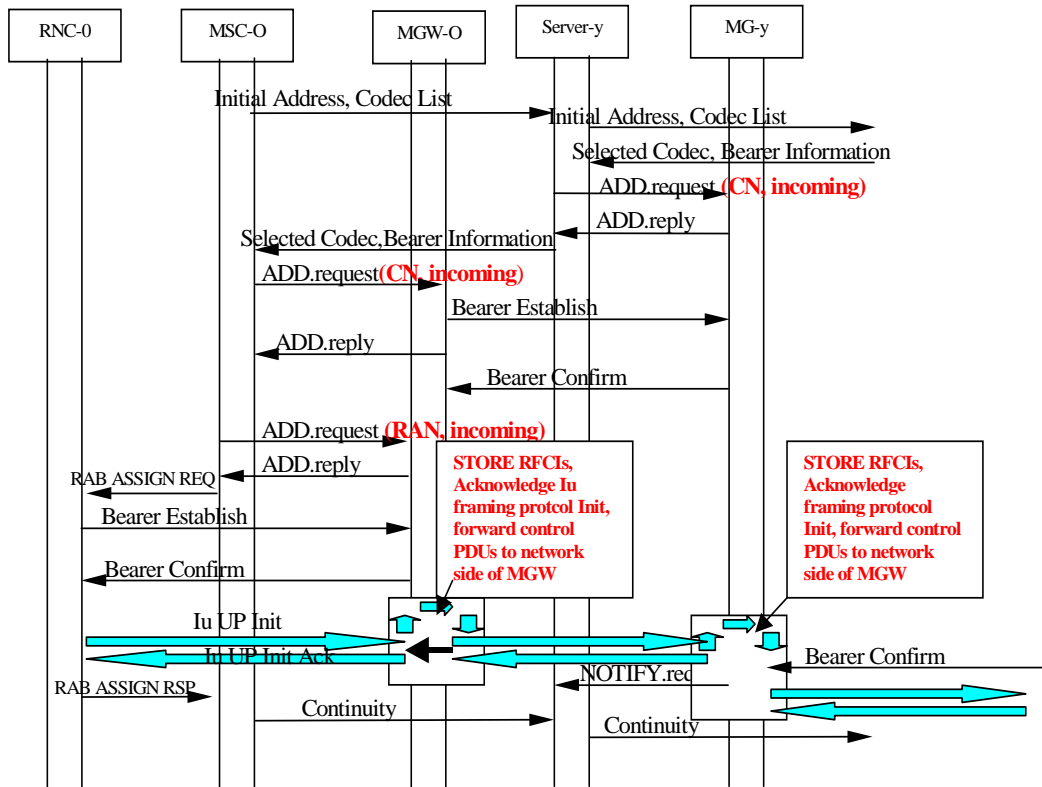 RNC-0
MSC-O
MGW-O
Server-y
MG-y
Initial Address, Codec List
Initial Address, Codec List
Selected Codec, Bearer Information
ADD.request (CN, incoming)
ADD.reply
Selected Codec,Bearer Information
ADD.request(CN, incoming)
Bearer Establish
ADD.reply
Bearer Confirm
ADD.request (RAN, incoming)
ADD.reply
RAB ASSIGN REQ
Bearer Establish
Bearer Confirm
STORE RFCIs,
Acknowledge Iu
framing protcol Init,
forward control
PDUs to network
side of MGW
STORE RFCIs,
Acknowledge
framing protocol
Init, forward control
PDUs to network
side of MGW
Iu UP Init
Iu UP Init Ack
Bearer Confirm
RAB ASSIGN RSP
NOTIFY.req
Continuity
Continuity